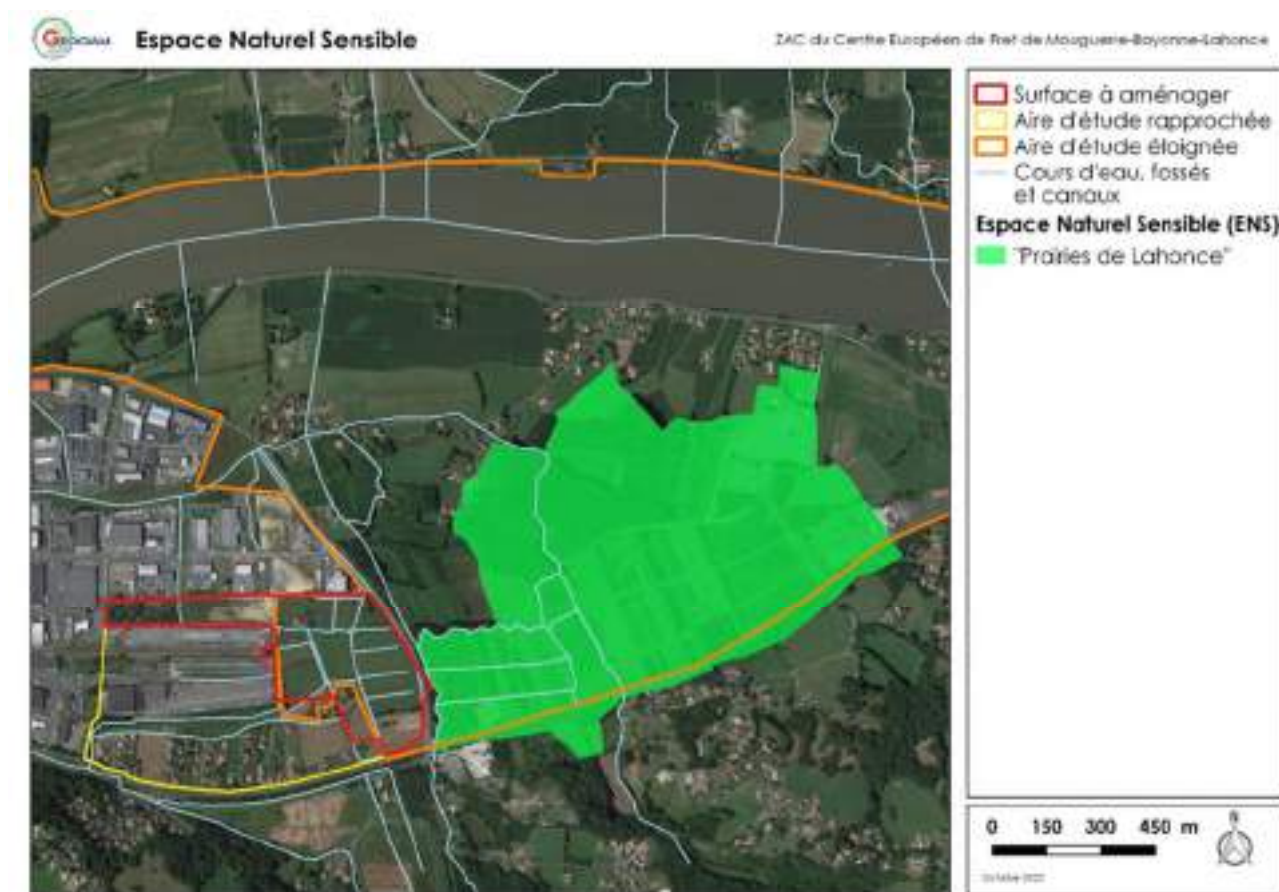 Espace Naturel Sensible
ZAC du Centre Européen de Fret de Mouguerre-Bayonne-Lahonce
Surface à aménager
Aire d'étude rapprochée
Aire d'étude éloignée
Cours d'eau, fossés
et canaux
Espace Naturel Sensible (ENS)
"Prairies de Lahonce"
0 150 300 450 m
N